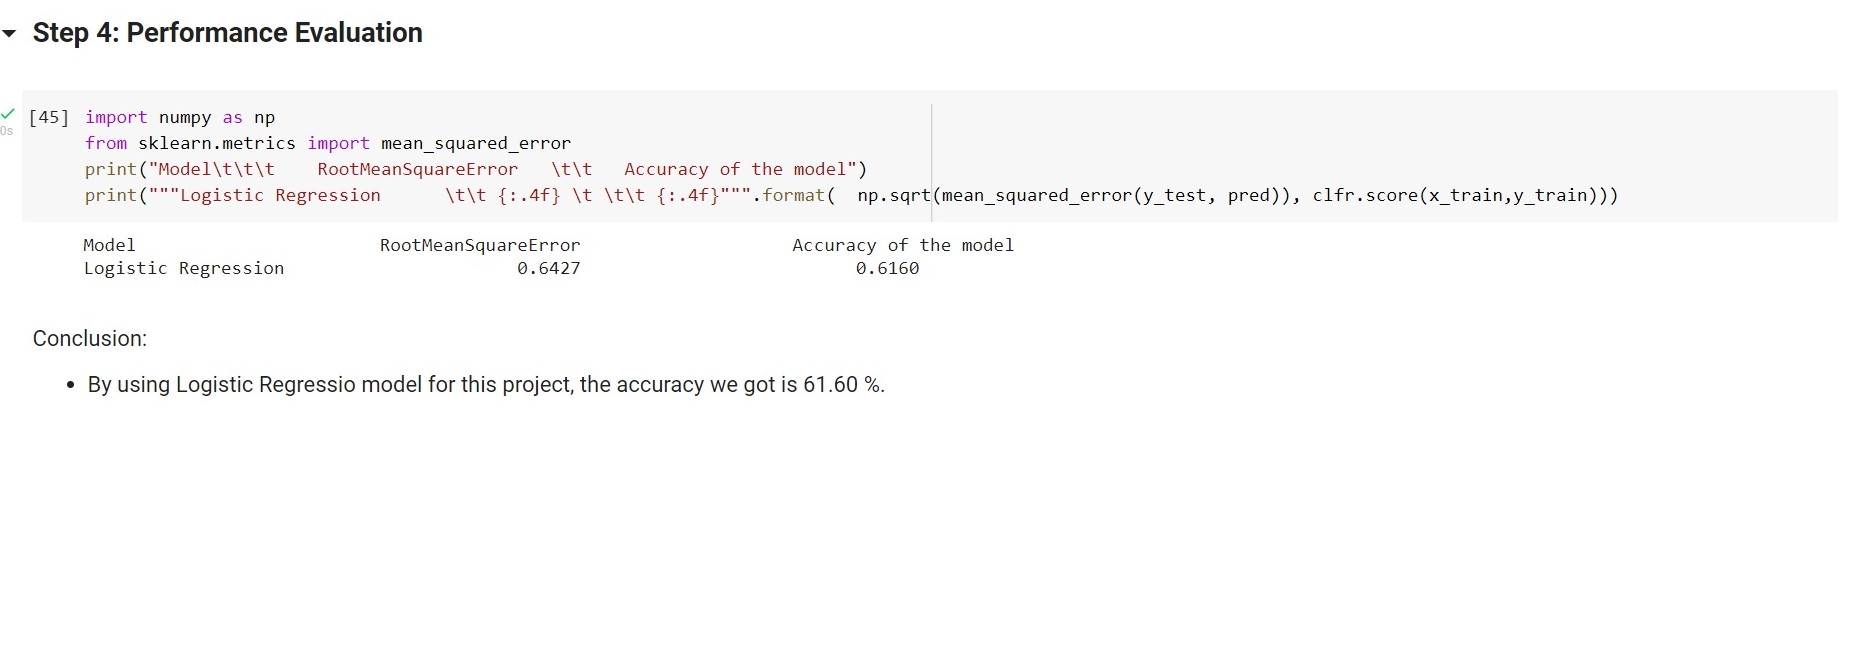 Step 4: Performance Evaluation
[45] import numpy as np
0s
from sklearn.metrics import mean_squared_error
print("Model\t\t\t    RootMeanSquareError   \t\t   Accuracy of the model")
print("""Logistic Regression      \t\t {:.4f} \t \t\t {:.4f}""".format(  np.sqrt(mean_squared_error(y_test, pred)), clfr.score(x_train,y_train)))
Model RootMeanSquareError Accuracy of the model
Logistic Regression 0.6427 0.6160
Conclusion:
• By using Logistic Regressio model for this project, the accuracy we got is 61.60 %.